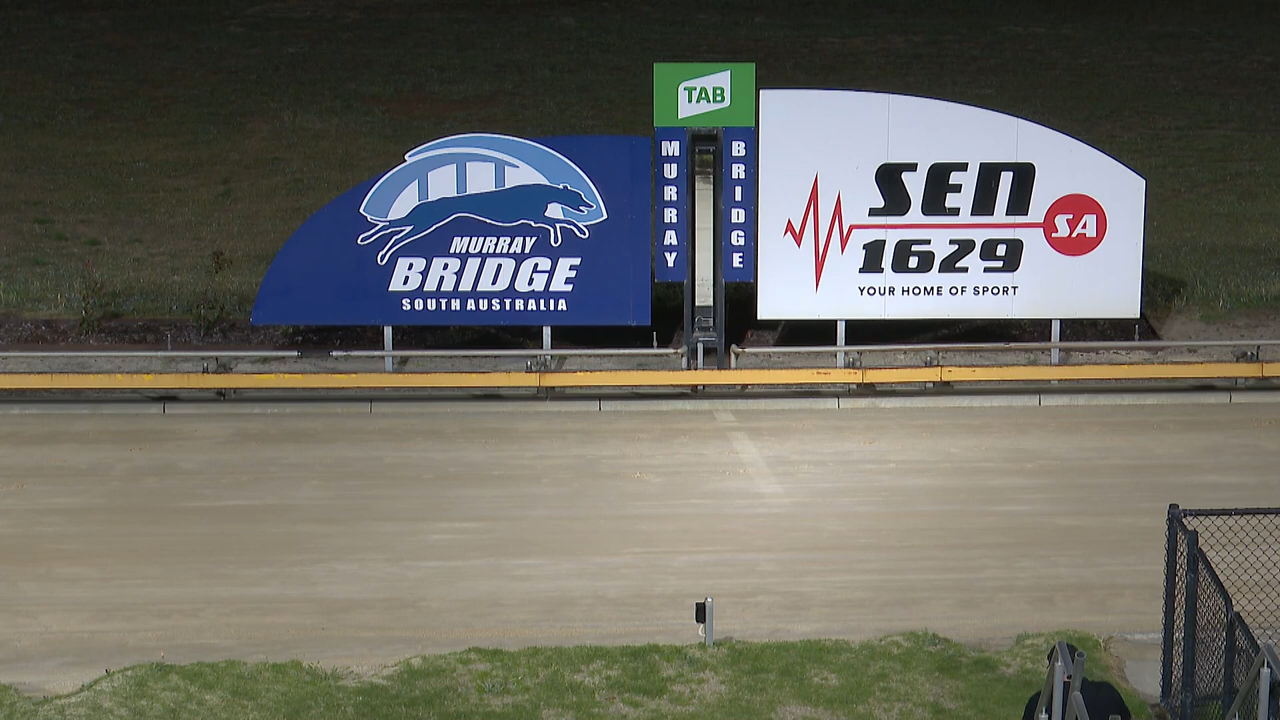 TAB
MURRAY
BRIDGE
MURRAY
BRIDGE
SOUTH AUSTRALIA
SEN
SA
1629
YOUR HOME OF SPORT